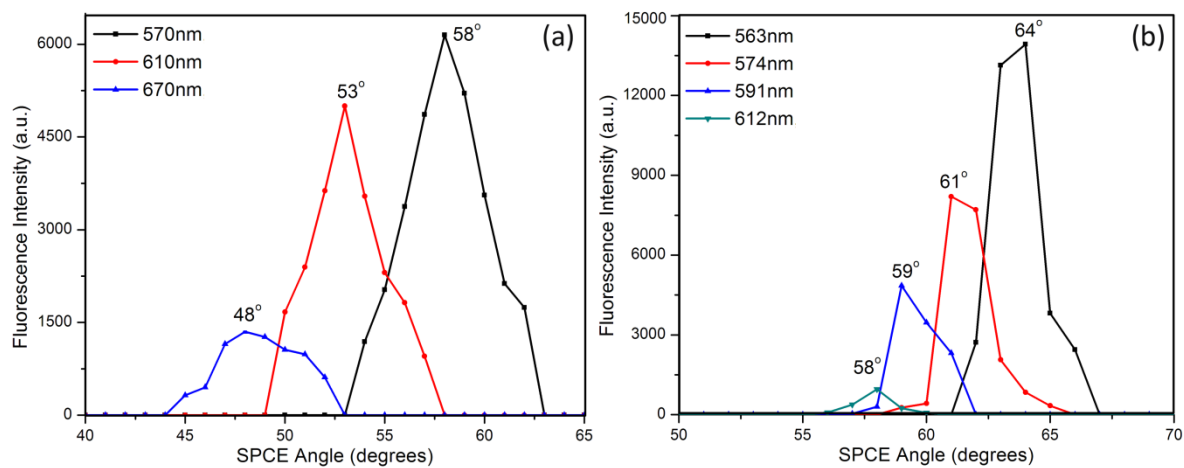 (a)
570nm
610nm
670nm
58°
53°
48°
Fluorescence Intensity (a.u.)
6000
4500
3000
1500
0
40 45 50 55 60 65
SPCE Angle (degrees)
(b)
563nm
574nm
591nm
612nm
64°
61°
59°
58°
Fluorescence Intensity (a.u.)
15000
12000
9000
6000
3000
0
50 55 60 65 70
SPCE Angle (degrees)